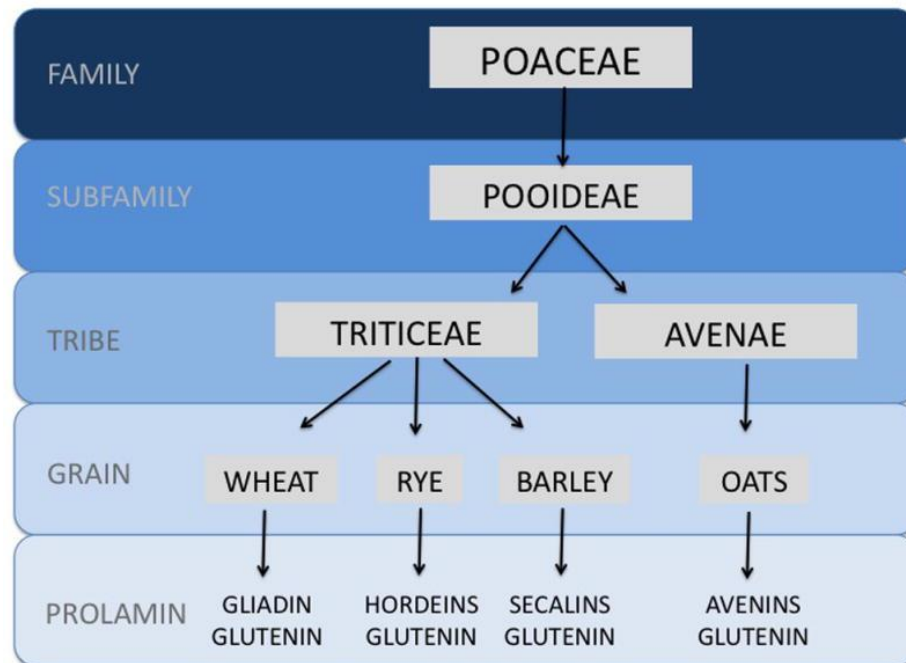 FAMILY
POACEAE
SUBFAMILY
POOIDEAE
TRIBE
TRITICEAE
AVENAE
GRAIN
WHEAT
RYE
BARLEY
OATS
PROLAMIN
GLIADIN
GLUTENIN
HORDEINS
GLUTENIN
SECALINS
GLUTENIN
AVENINS
GLUTENIN